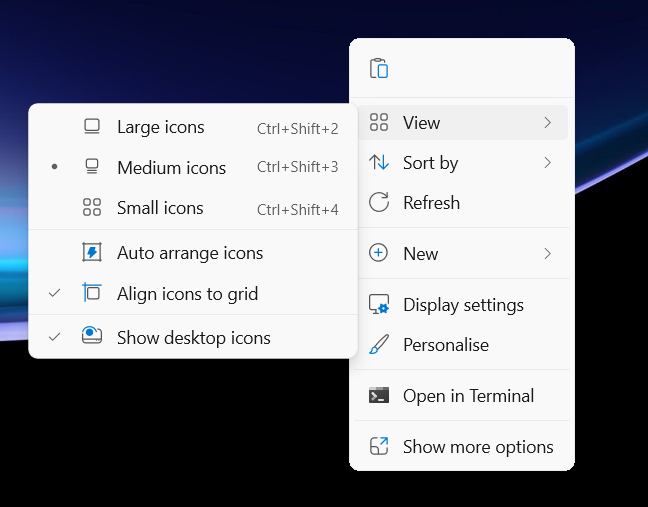 View
Sort by
Refresh
New
Display settings
Personalise
Open in Terminal
Show more options
Large icons Ctrl+Shift+2
Medium icons Ctrl+Shift+3
Small icons Ctrl+Shift+4
Auto arrange icons
Align icons to grid
Show desktop icons